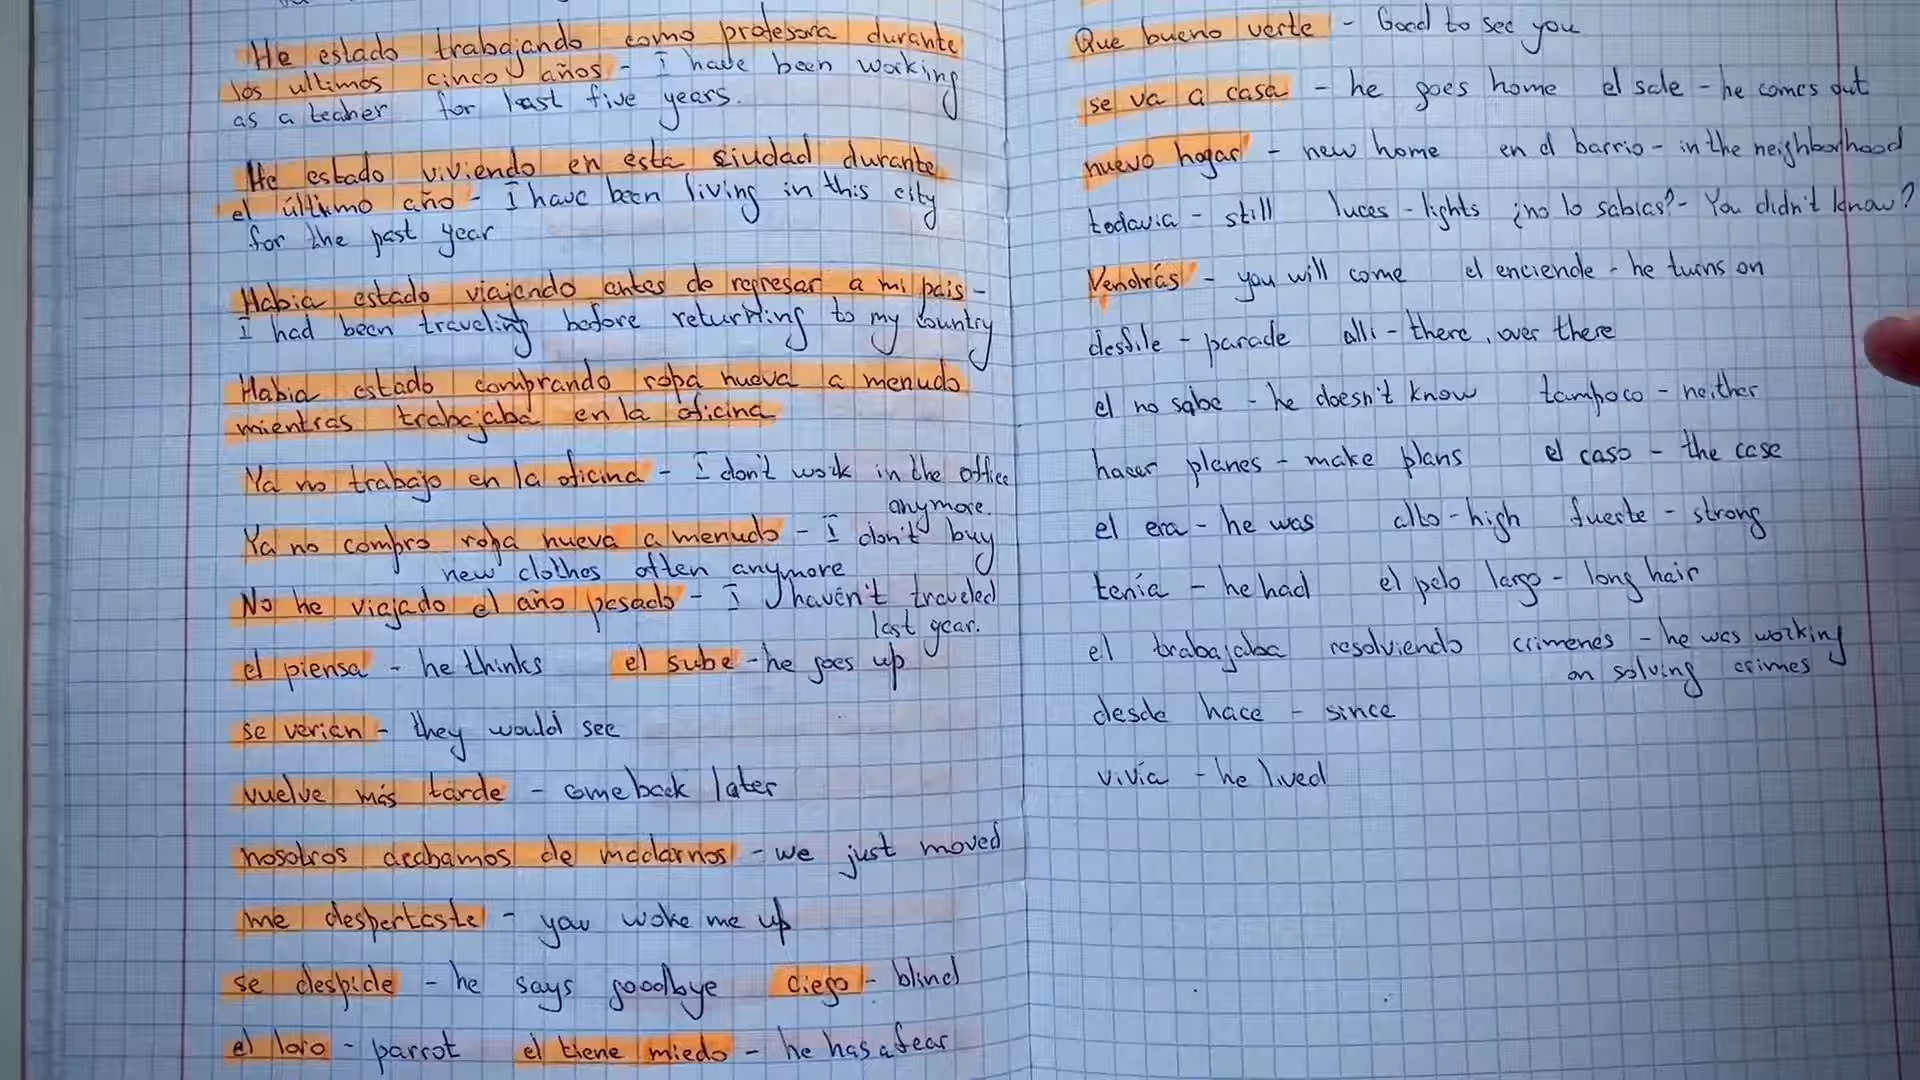 He estado trabajando como profesora durante
los ultimos cinco años - I have been working
as a teaher for last five years.
He estado viviendo en esta siudad durante
el último año - I have been living in this city
for the past year
Habia estado viajendo antes de regresar a mi pais -
I had been traveling before returning to my country
Habia estado comprando ropa nueva a menudo
mientras trabajaba en la oficina
Ya no trabajo en la oficina - I don't work in the office
anymore.
Ya no compro ropa nueva a menudo - I don't buy
new clothes often anymore
No he viajado el año pasado - I haven't traveled
last year.
el piensa - he thinks el sube - he goes up
se verian - they would see
vuelve más tarde - come back later
nosotros acabamos de mudarnos - we just moved
me despertaste - you woke me up
se despide - he says goodbye ciego - blind
el loro - parrot el tiene miedo - he has a fear
Que bueno verte - Good to see you
se va a casa - he goes home el sale - he comes out
nuevo hogar - new home en el barrio - in the neighborhood
todavia - still luces - lights ¿no lo sabias? - You didn't know?
Vendrás - you will come el enciende - he turns on
desfile - parade alli - there, over there
el no sabe - he doesn't know tampoco - neither
hacer planes - make plans el caso - the case
el era - he was alto - high fuerte - strong
tenía - he had el pelo largo - long hair
el trabajaba resolviendo crimenes - he was working
on solving crimes
desde hace - since
vivía - he lived